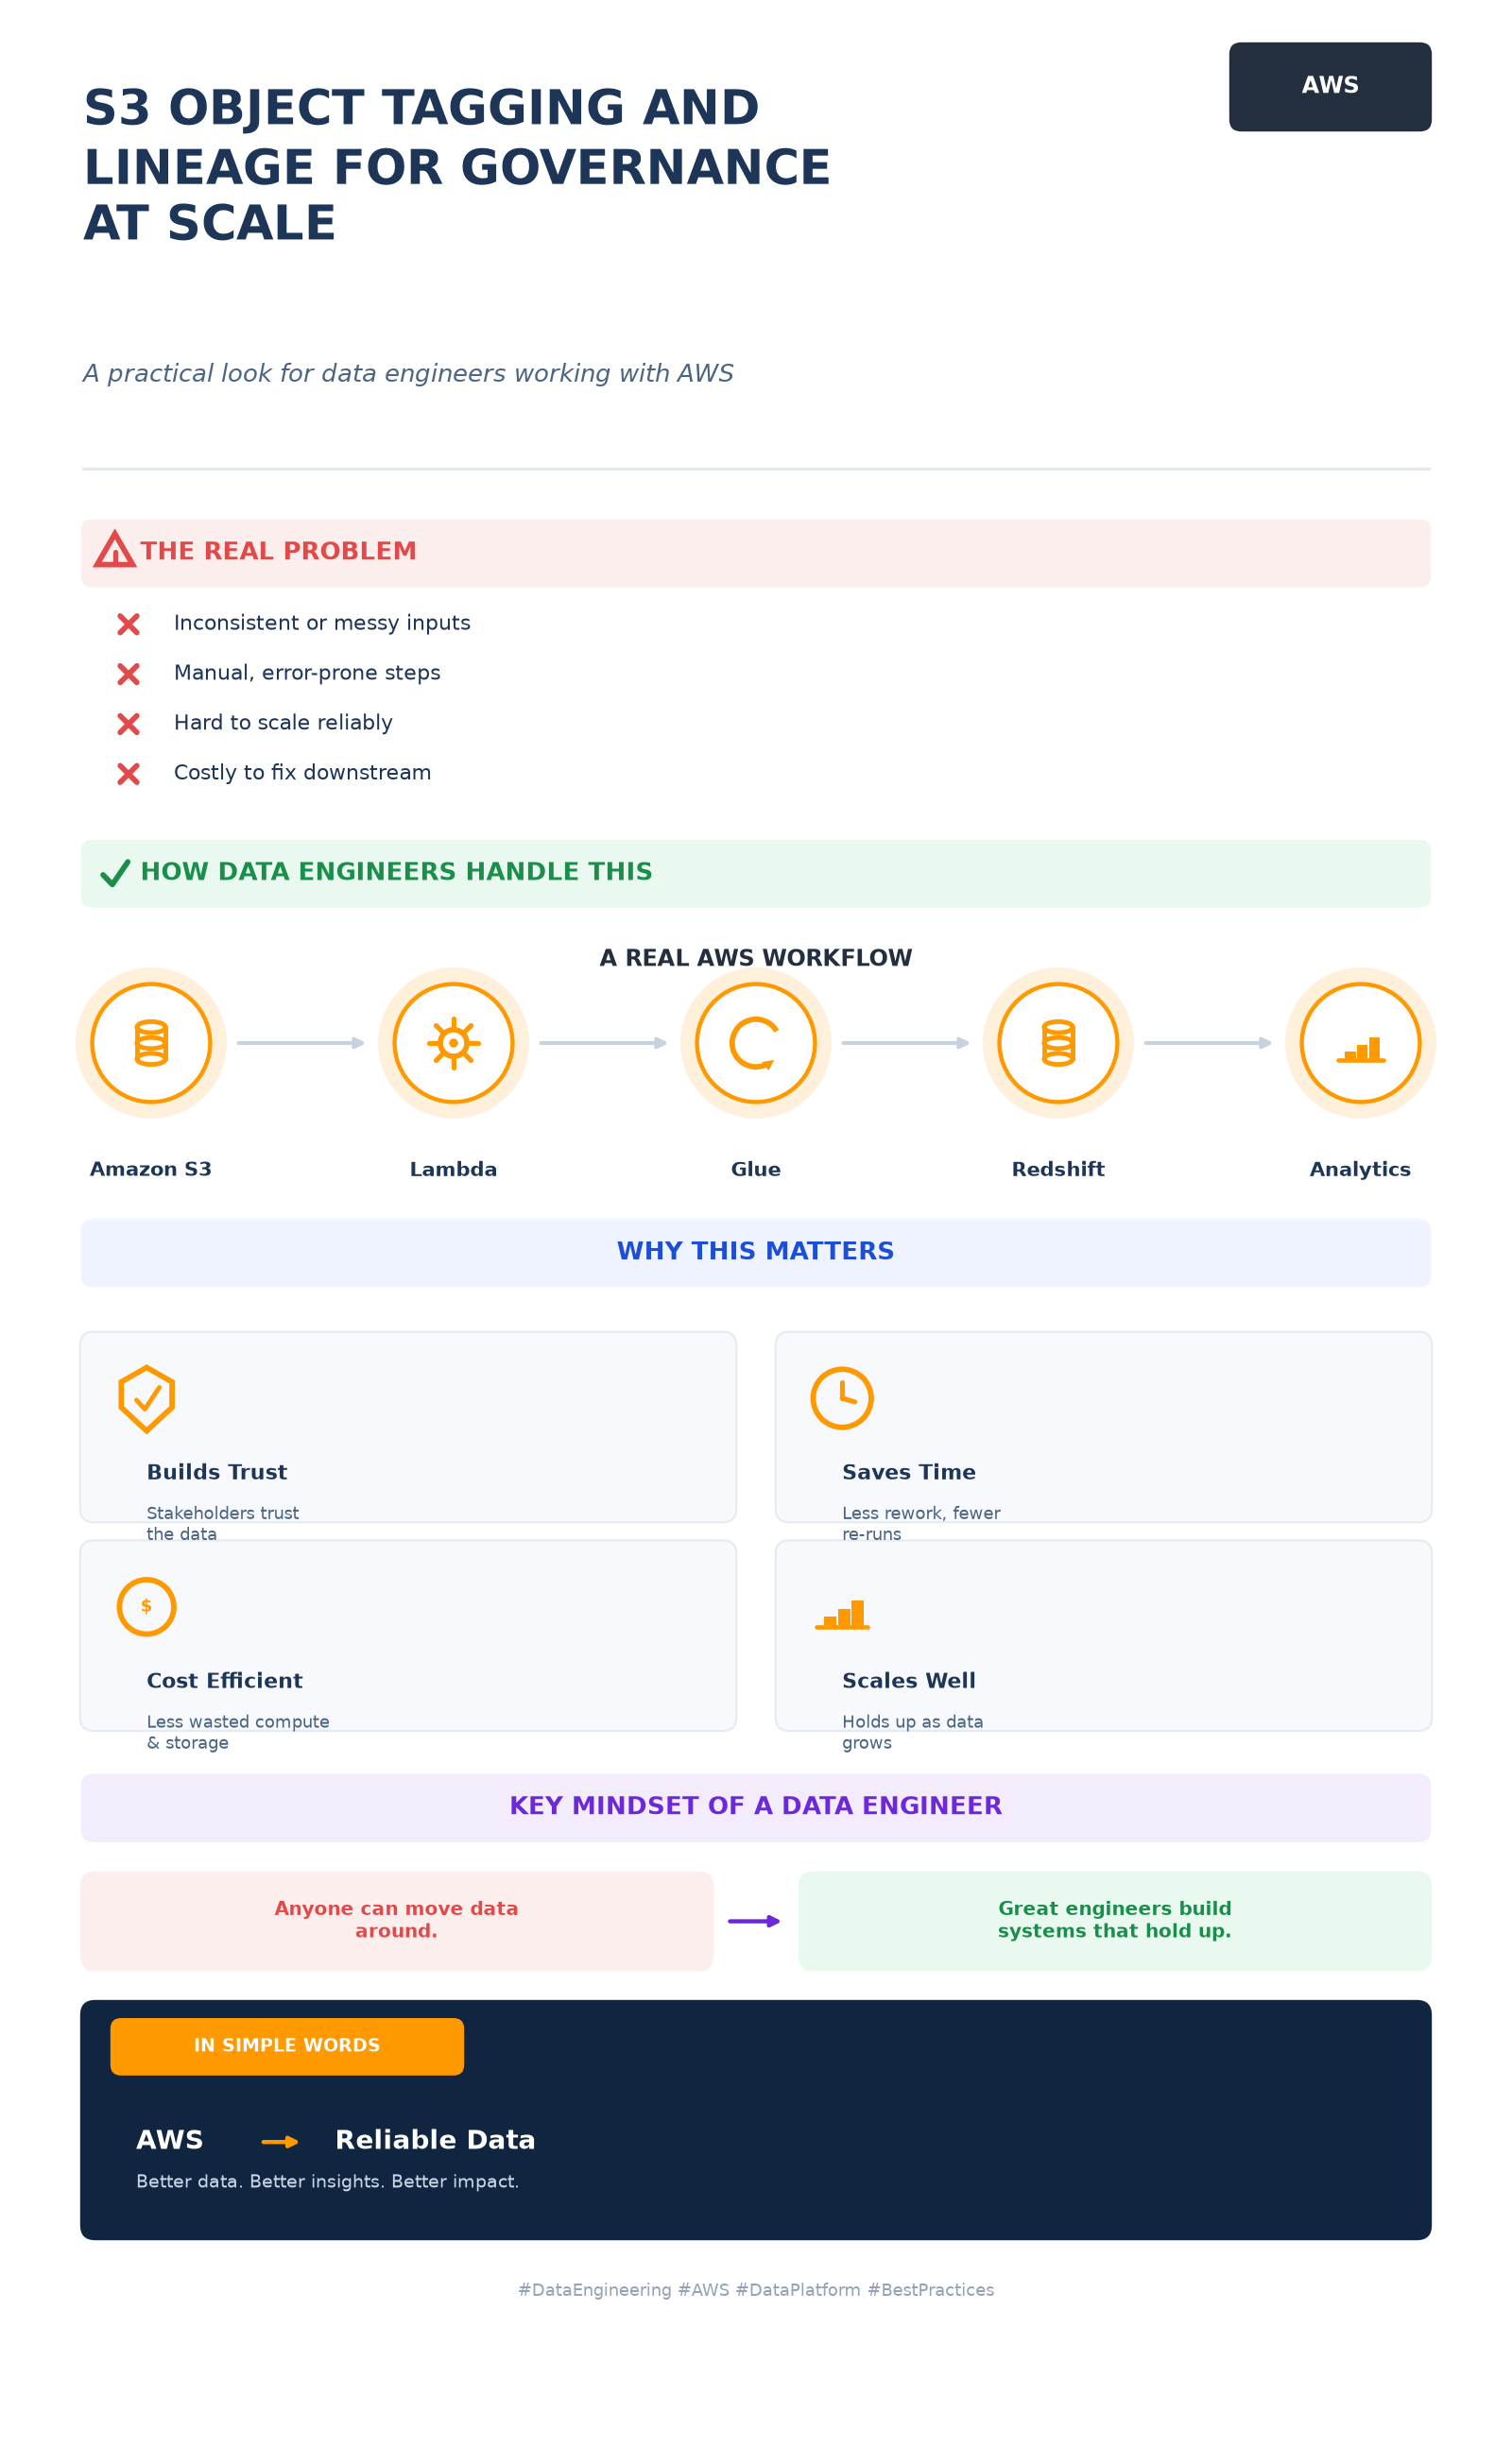 AWS
S3 OBJECT TAGGING AND
LINEAGE FOR GOVERNANCE
AT SCALE
A practical look for data engineers working with AWS
THE REAL PROBLEM
Inconsistent or messy inputs
Manual, error-prone steps
Hard to scale reliably
Costly to fix downstream
HOW DATA ENGINEERS HANDLE THIS
A REAL AWS WORKFLOW
Amazon S3
Lambda
Glue
Redshift
Analytics
WHY THIS MATTERS
Builds Trust
Stakeholders trust
the data
Saves Time
Less rework, fewer
re-runs
$
Cost Efficient
Less wasted compute
& storage
Scales Well
Holds up as data
grows
KEY MINDSET OF A DATA ENGINEER
Anyone can move data
around.
Great engineers build
systems that hold up.
IN SIMPLE WORDS
AWS
Reliable Data
Better data. Better insights. Better impact.
#DataEngineering #AWS #DataPlatform #BestPractices